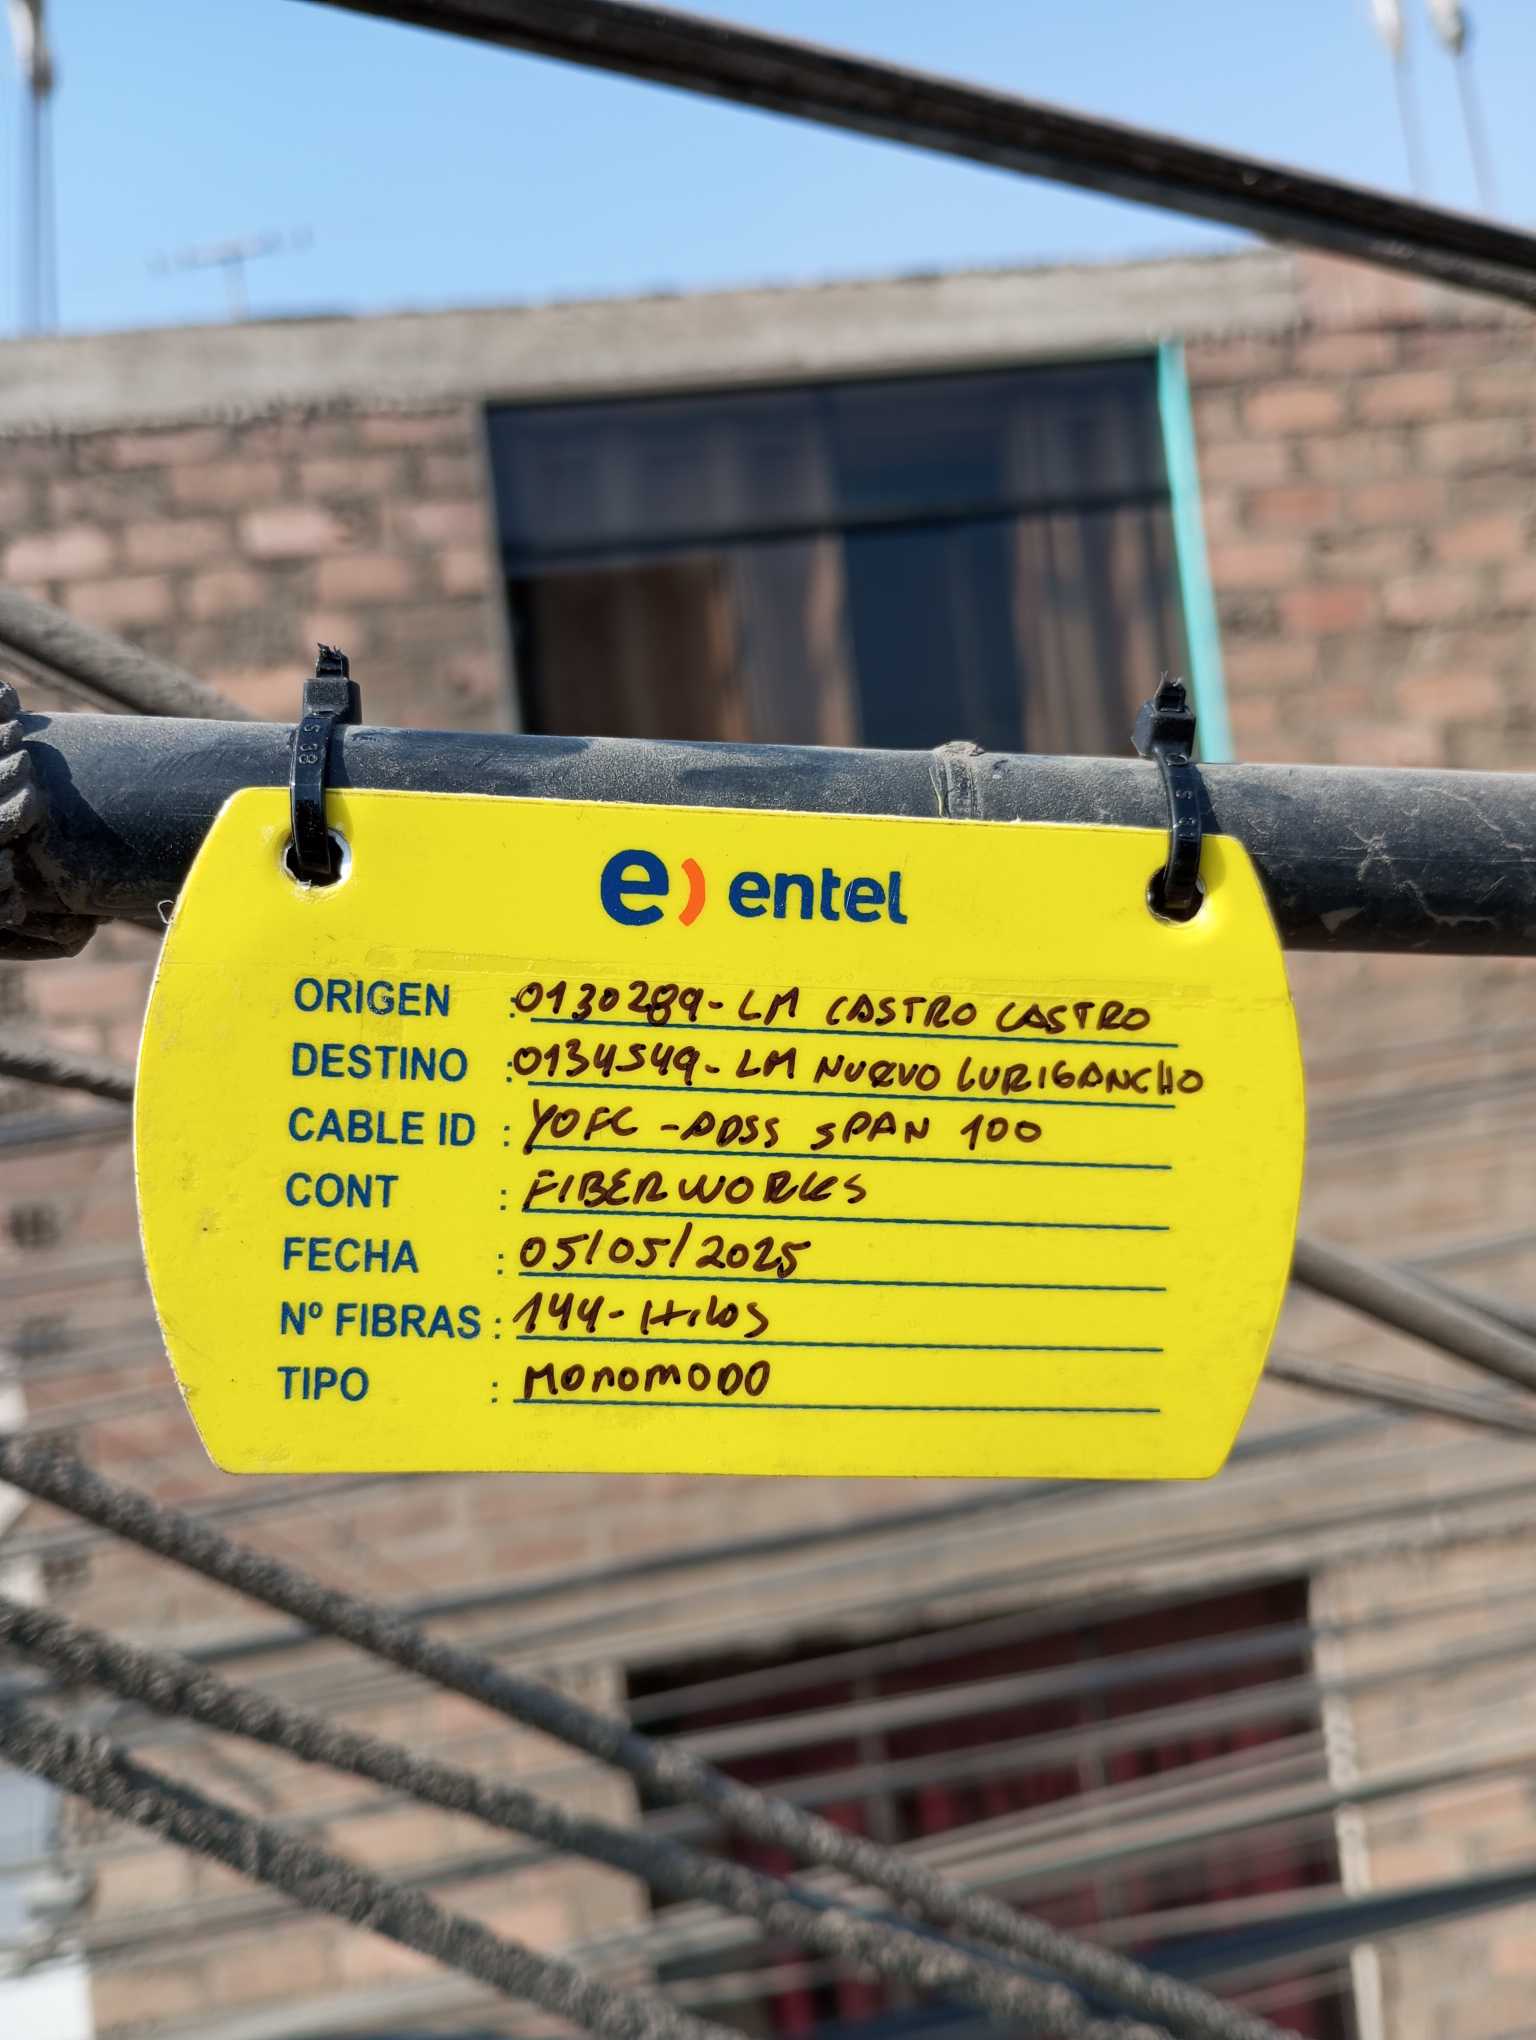 e) entel
ORIGEN : 0130289-LM CASTRO CASTRO
DESTINO : 0134549-LM NUEVO LURIGANCHO
CABLE ID : YOFC -ADSS SPAN 100
CONT : FIBERWORKS
FECHA : 05/05/2025
Nº FIBRAS : 144-Hilos
TIPO : MONOMODO